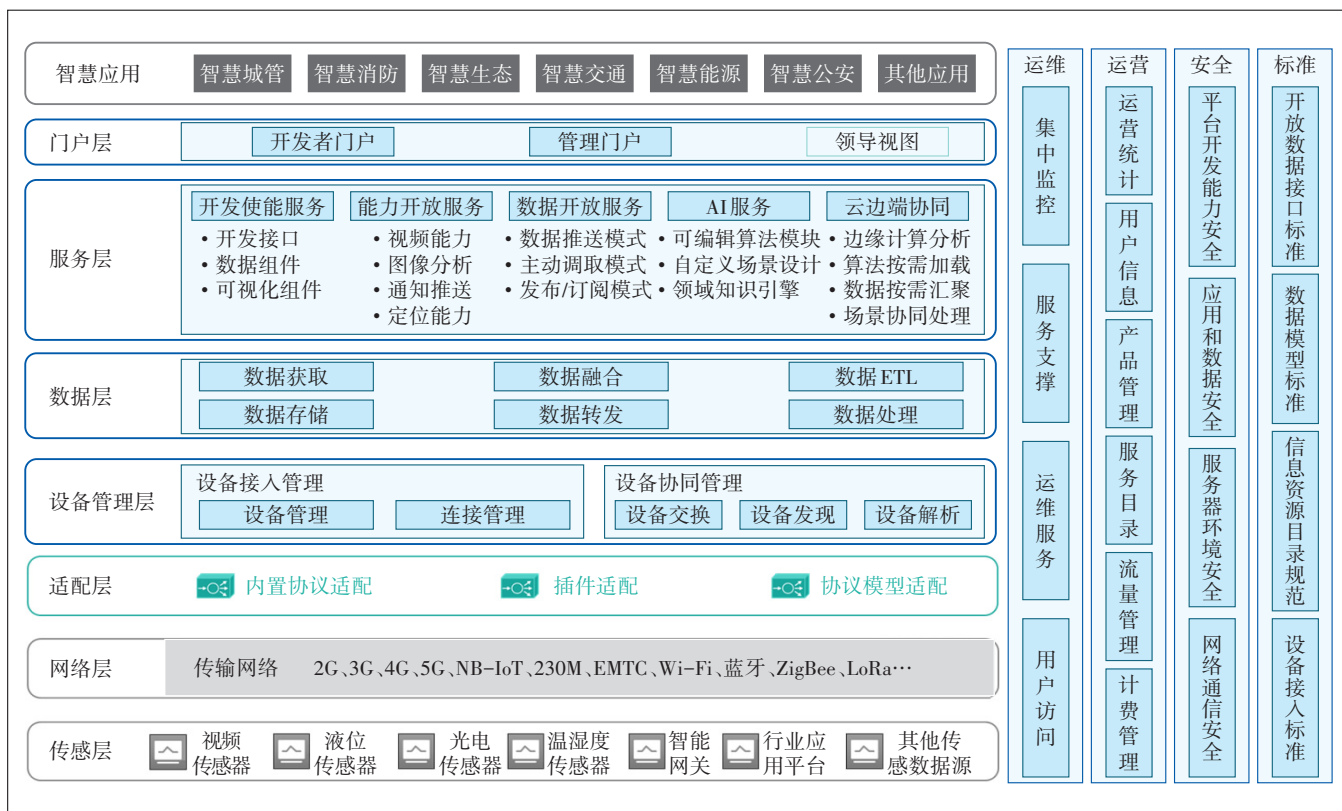 智慧应用
智慧城管
智慧消防
智慧生态
智慧交通
智慧能源
智慧公安
其他应用
门户层
开发者门户
管理门户
领导视图
服务层
开发使能服务
• 开发接口
• 数据组件
• 可视化组件
能力开放服务
• 视频能力
• 图像分析
• 通知推送
• 定位能力
数据开放服务
• 数据推送模式
• 主动调取模式
• 发布/订阅模式
AI服务
• 可编辑算法模块
• 自定义场景设计
• 领域知识引擎
云边端协同
• 边缘计算分析
• 算法按需加载
• 数据按需汇聚
• 场景协同处理
数据层
数据获取
数据融合
数据ETL
数据存储
数据转发
数据处理
设备管理层
设备接入管理
设备管理
连接管理
设备协同管理
设备交换
设备发现
设备解析
适配层
内置协议适配
插件适配
协议模型适配
网络层
传输网络 2G、3G、4G、5G、NB-IoT、230M、EMTC、Wi-Fi、蓝牙、ZigBee、LoRa…
传感层
视频
传感器
液位
传感器
光电
传感器
温湿度
传感器
智能
网关
行业应
用平台
其他传
感数据源
运维
集中监控
服务支撑
运维服务
用户访问
运营
运营统计
用户信息
产品管理
服务目录
流量管理
计费管理
安全
平台开发能力安全
应用和数据安全
服务器环境安全
网络通信安全
标准
开放数据接口标准
数据模型标准
信息资源目录规范
设备接入标准